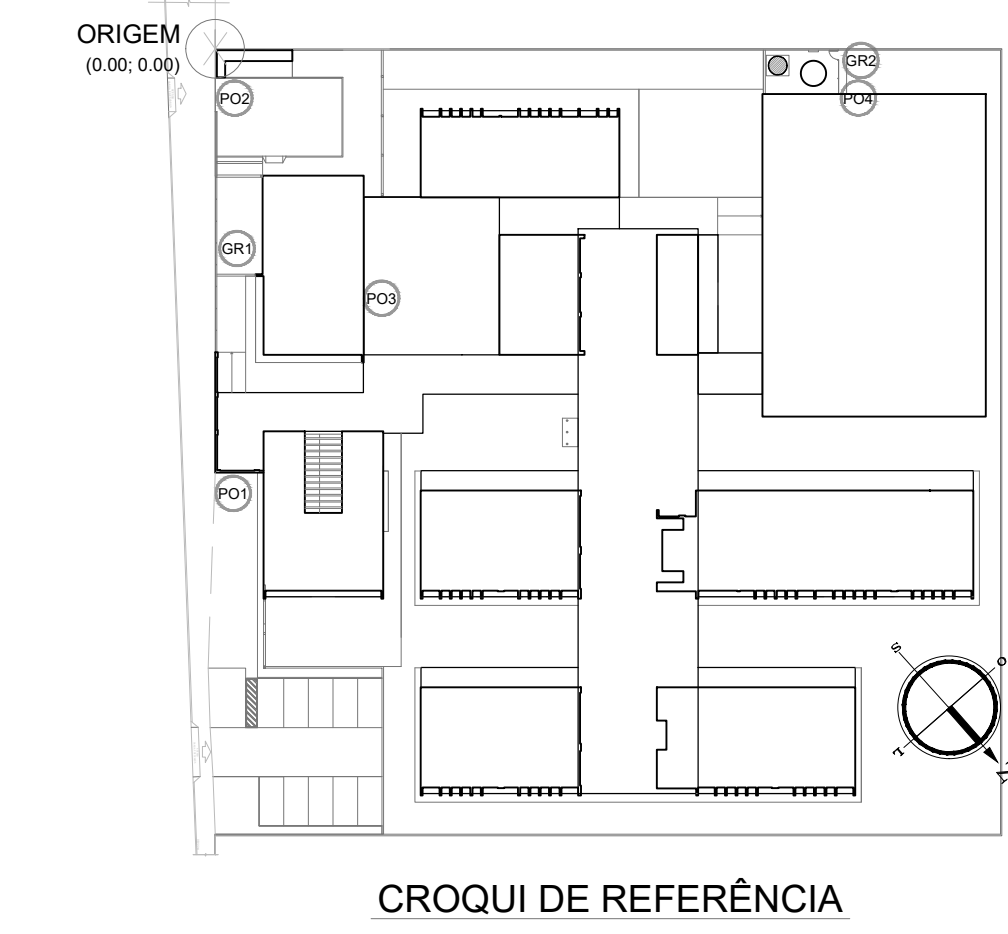 ORIGEM
(0.00; 0.00)
GR2
PO2
PO4
GR1
PO3
PO1
S
O
L
N
CROQUI DE REFERÊNCIA